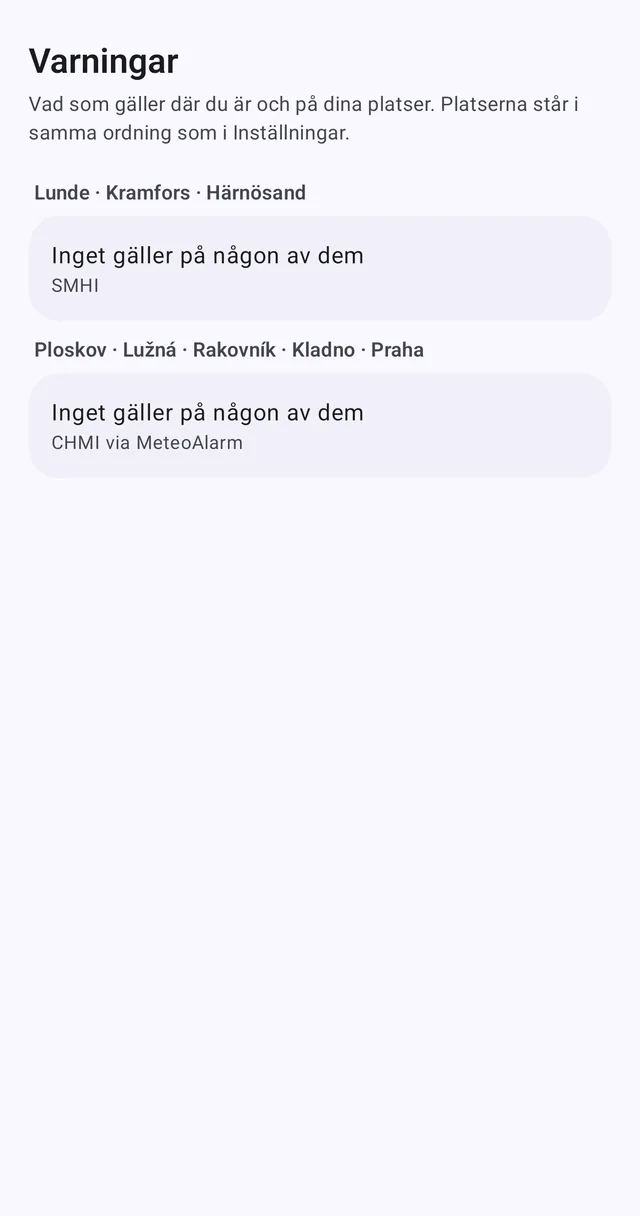 Varningar
Vad som gäller där du är och på dina platser. Platserna står i
samma ordning som i Inställningar.
Lunde · Kramfors · Härnösand
Inget gäller på någon av dem
SMHI
Ploskov · Lužná · Rakovník · Kladno · Praha
Inget gäller på någon av dem
CHMI via MeteoAlarm